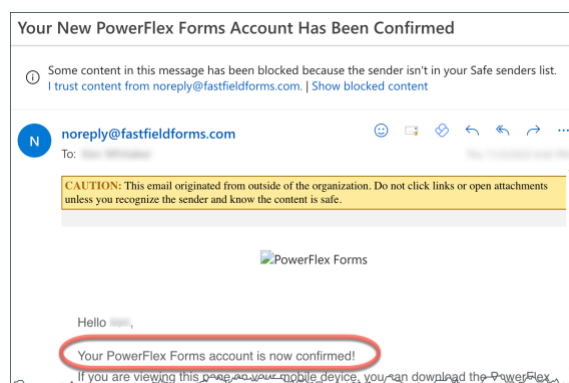 Your New PowerFlex Forms Account Has Been Confirmed
Some content in this message has been blocked because the sender isn't in your Safe senders list.
I trust content from noreply@fastfieldforms.com. | Show blocked content
N
noreply@fastfieldforms.com
To:
CAUTION: This email originated from outside of the organization. Do not click links or open attachments
unless you recognize the sender and know the content is safe.
PowerFlex Forms
Hello
Your PowerFlex Forms account is now confirmed!
If you are viewing this page on your mobile device, you can download the PowerFlex